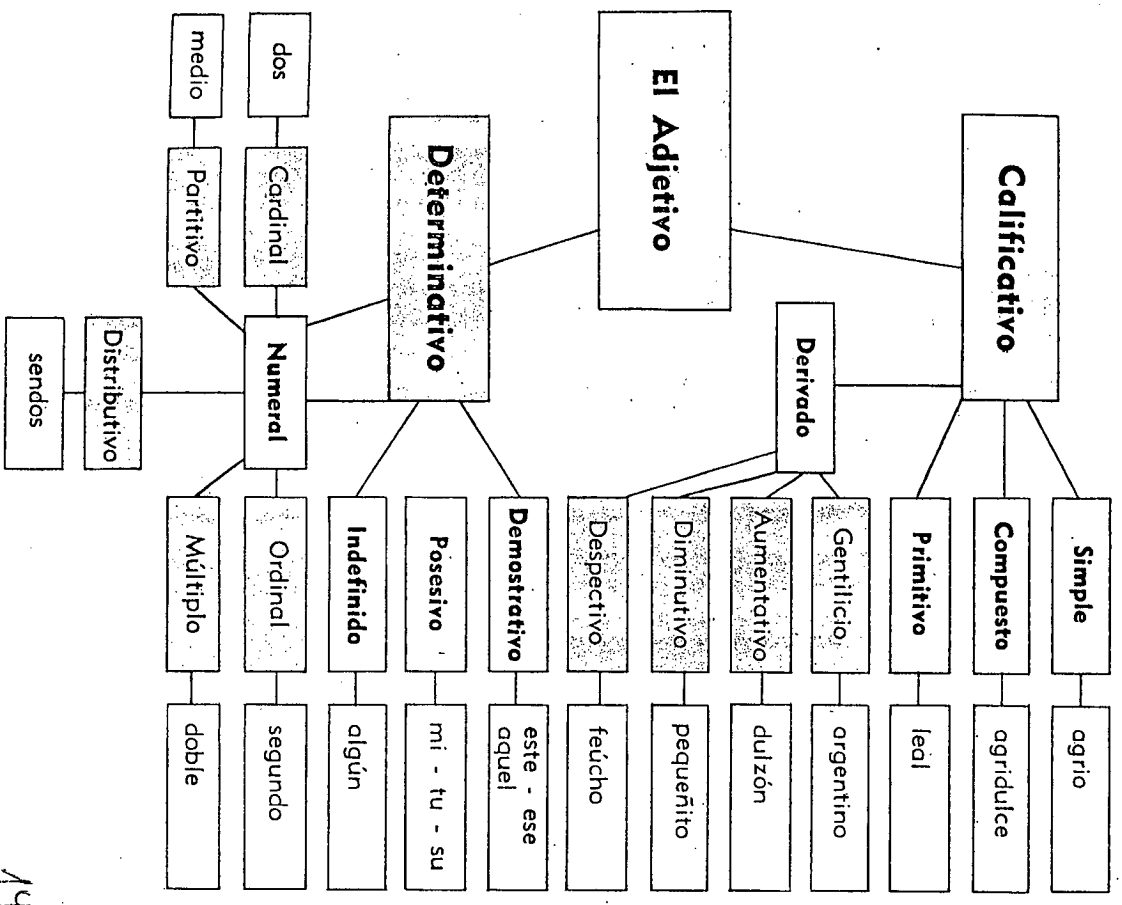 El Adjetivo
Calificativo
Simple
agrio
Compuesto
agridulce
Primitivo
leal
Derivado
Gentilicio
argentino
Aumentativo
dulzón
Diminutivo
pequeñito
Despectivo
feúcho
Determinativo
Demostrativo
este - ese
aquel
Posesivo
mi - tu - su
Indefinido
algún
Numeral
Ordinal
segundo
Múltiplo
doble
Cardinal
dos
Partitivo
medio
Distributivo
sendos